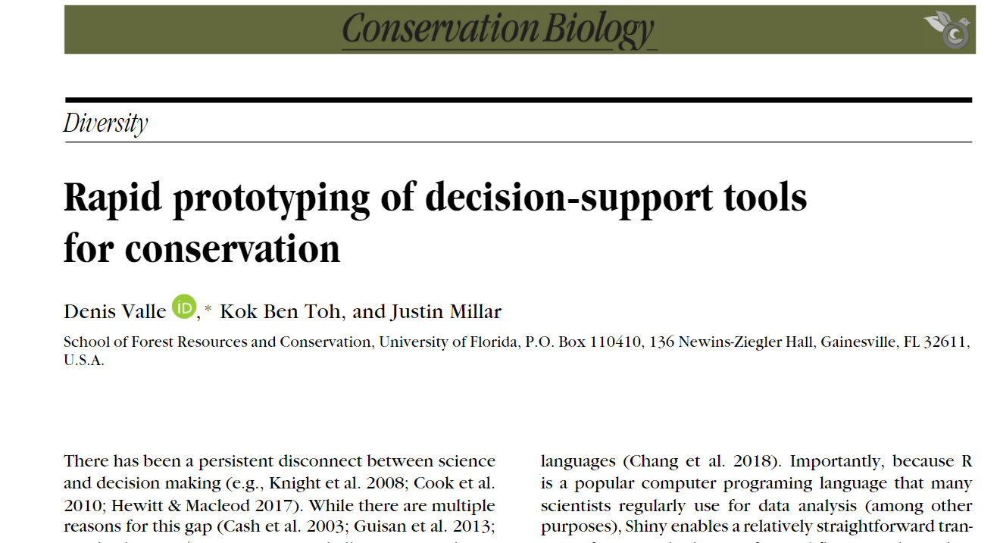 Conservation Biology
Diversity
Rapid prototyping of decision-support tools
for conservation
Denis Valle iD,* Kok Ben Toh, and Justin Millar
School of Forest Resources and Conservation, University of Florida, P.O. Box 110410, 136 Newins-Ziegler Hall, Gainesville, FL 32611,
U.S.A.
There has been a persistent disconnect between science
and decision making (e.g., Knight et al. 2008; Cook et al.
2010; Hewitt & Macleod 2017). While there are multiple
reasons for this gap (Cash et al. 2003; Guisan et al. 2013;
languages (Chang et al. 2018). Importantly, because R
is a popular computer programing language that many
scientists regularly use for data analysis (among other
purposes), Shiny enables a relatively straightforward tran-